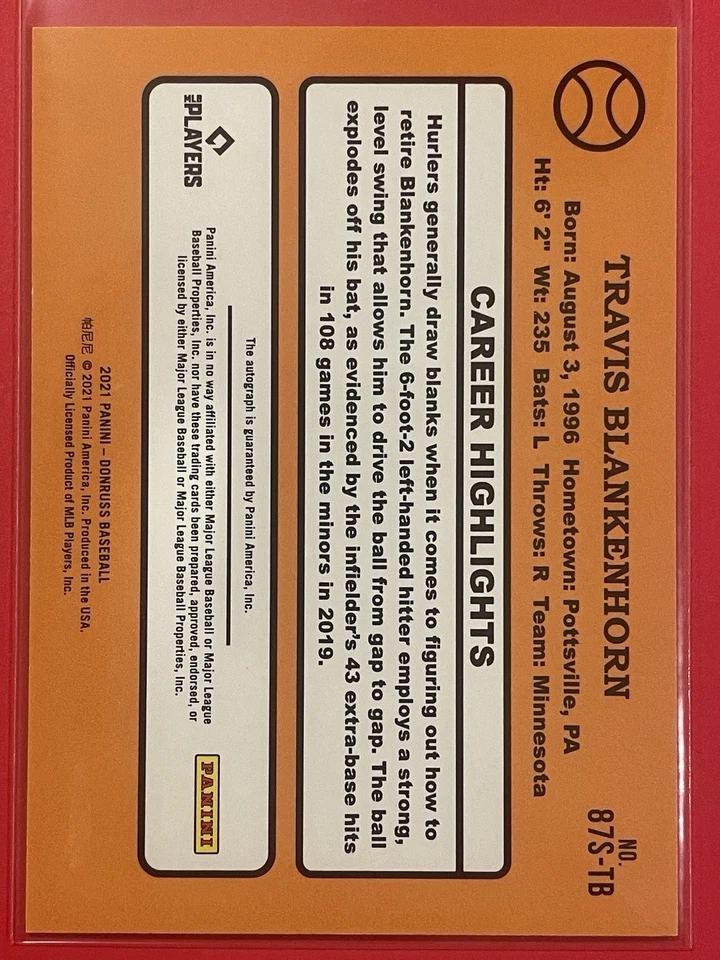 TRAVIS BLANKENHORN
NO.
87S-TB
Born: August 3, 1996 Hometown: Pottsville, PA
Ht: 6' 2" Wt: 235 Bats: L Throws: R Team: Minnesota
CAREER HIGHLIGHTS
Hurlers generally draw blanks when it comes to figuring out how to
retire Blankenhorn. The 6-foot-2 left-handed hitter employs a strong,
level swing that allows him to drive the ball from gap to gap. The ball
explodes off his bat, as evidenced by the infielder's 43 extra-base hits
in 108 games in the minors in 2019.
MLB
PLAYERS
The autograph is guaranteed by Panini America, Inc.
Panini America, Inc. is in no way affiliated with either Major League Baseball or Major League
Baseball Properties, Inc. nor have these trading cards been prepared, approved, endorsed, or
licensed by either Major League Baseball or Major League Baseball Properties, Inc.
PANINI
2021 PANINI – DONRUSS BASEBALL
帕尼尼 © 2021 Panini America, Inc. Produced in the USA.
Officially Licensed Product of MLB Players, Inc.